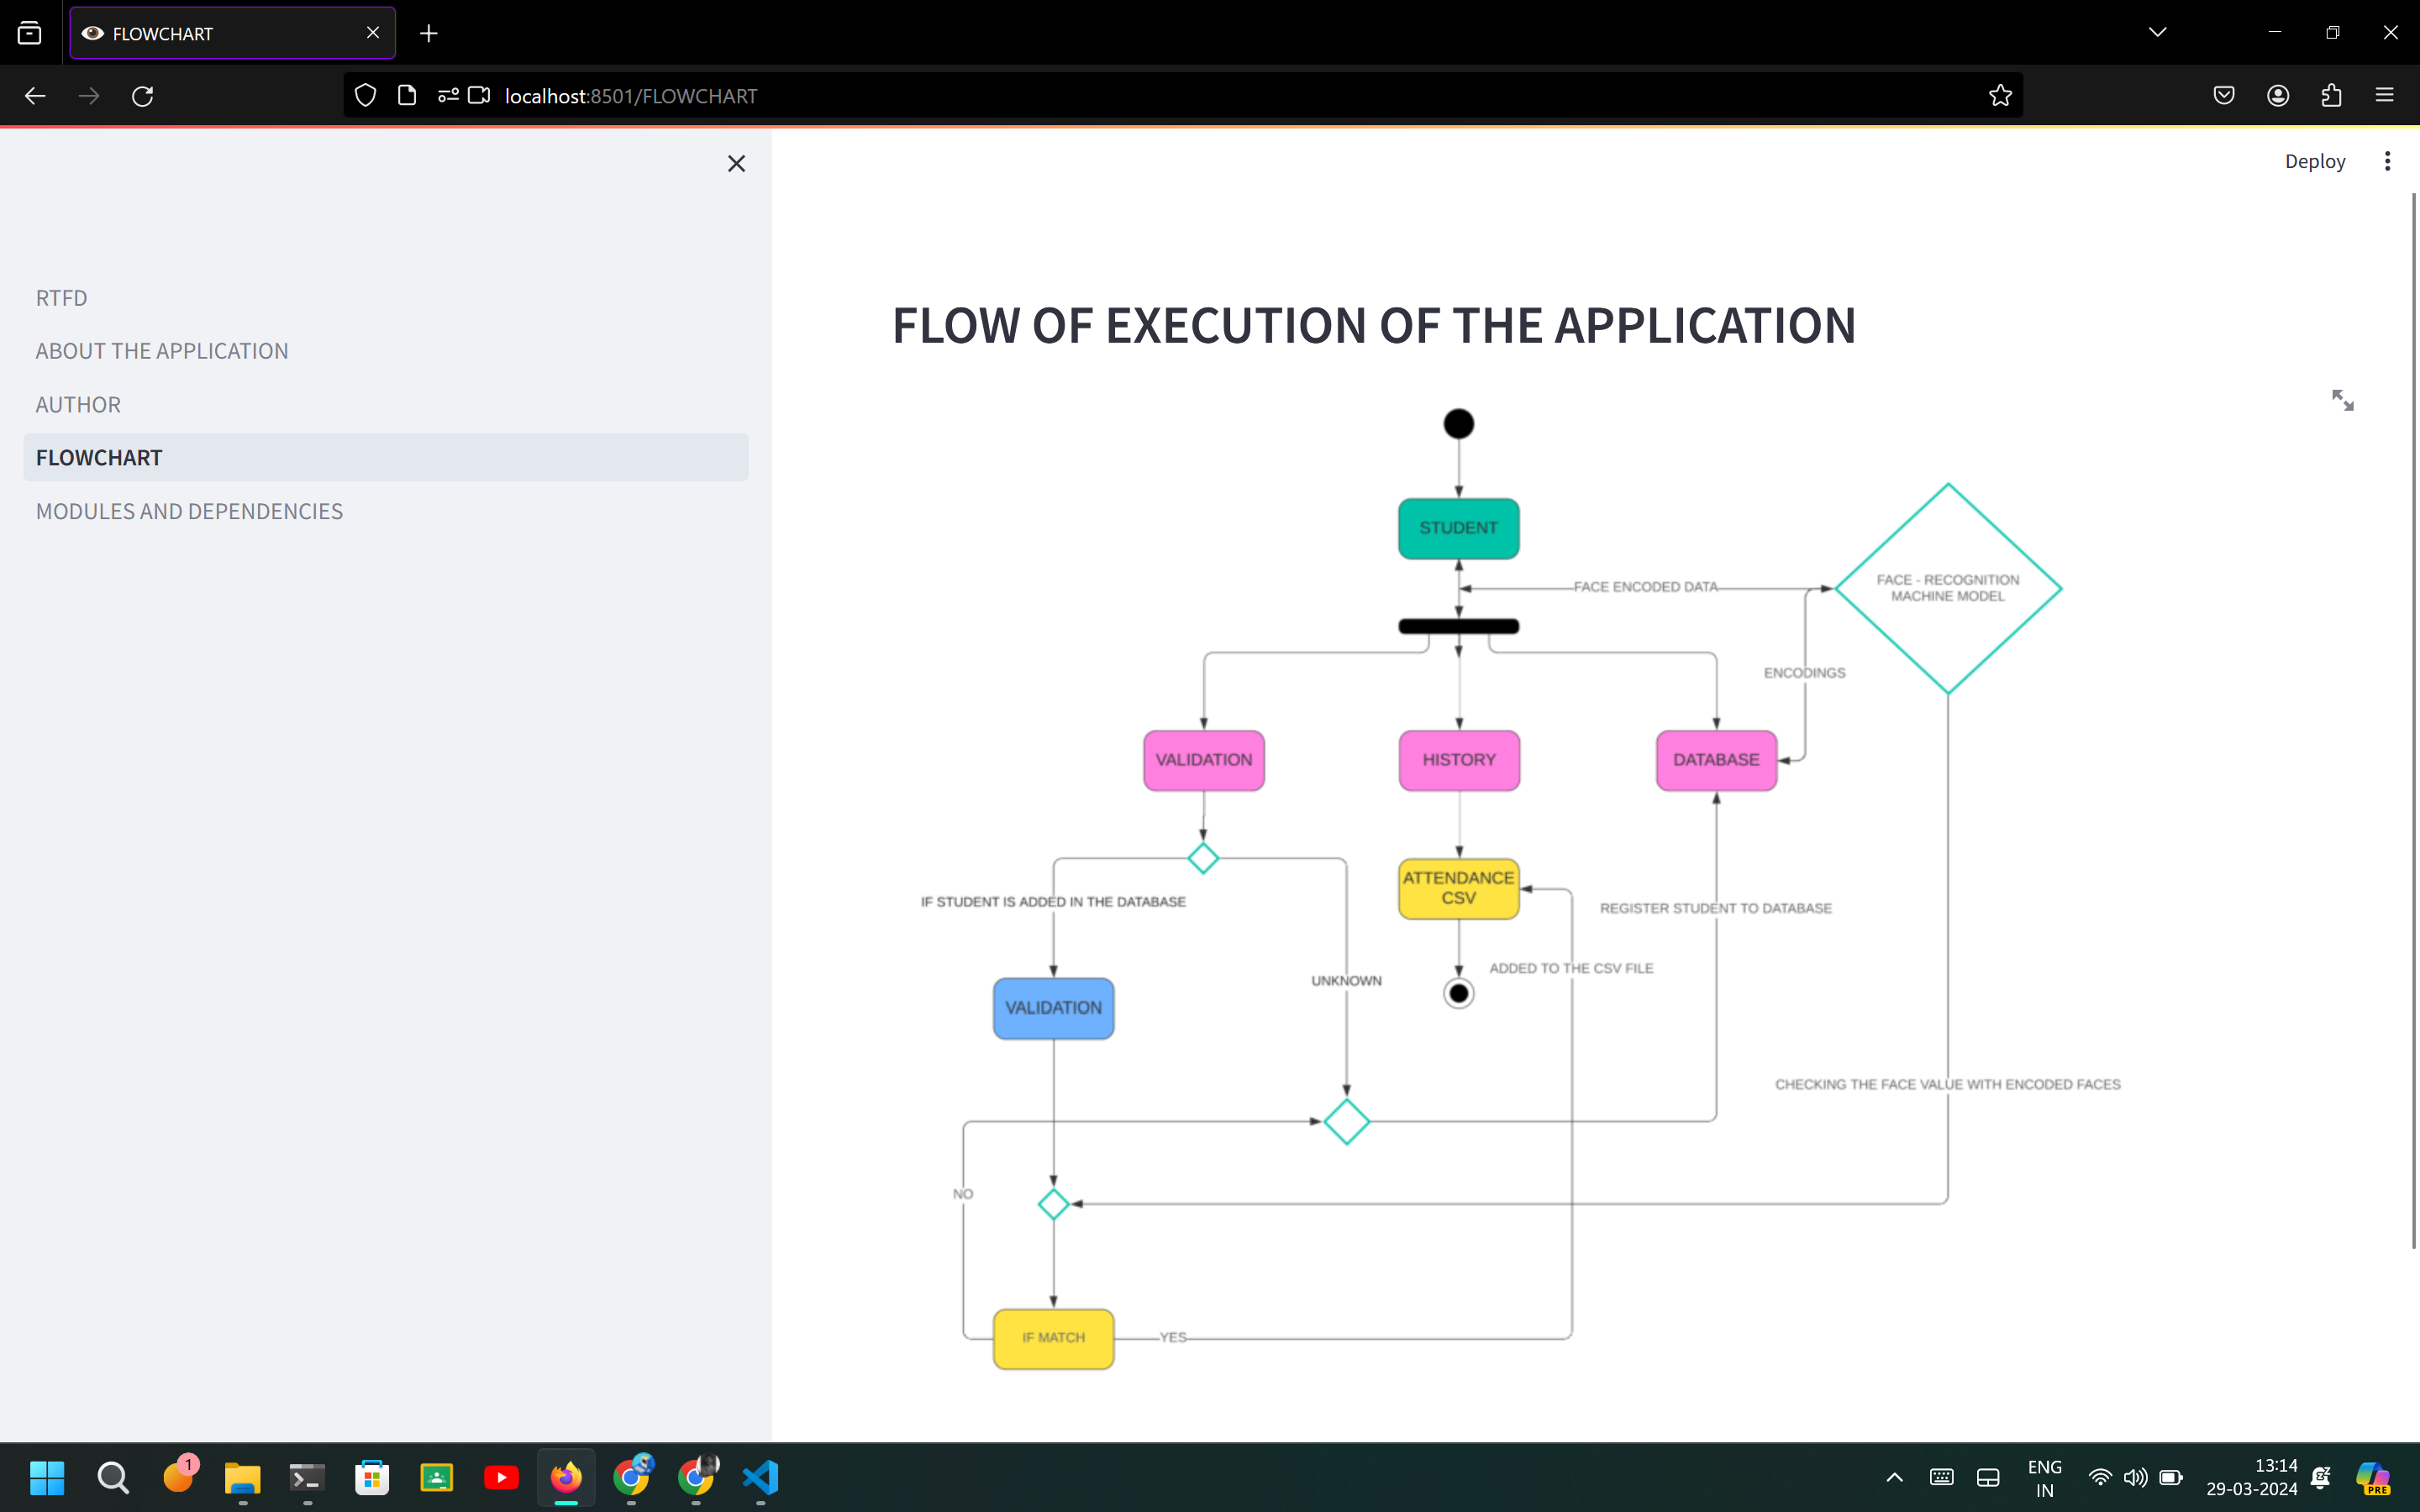 FLOWCHART
localhost:8501/FLOWCHART
Deploy
RTFD
ABOUT THE APPLICATION
AUTHOR
FLOWCHART
MODULES AND DEPENDENCIES
FLOW OF EXECUTION OF THE APPLICATION
STUDENT
FACE ENCODED DATA
FACE - RECOGNITION
MACHINE MODEL
ENCODINGS
VALIDATION
HISTORY
DATABASE
ATTENDANCE
CSV
IF STUDENT IS ADDED IN THE DATABASE
REGISTER STUDENT TO DATABASE
ADDED TO THE CSV FILE
UNKNOWN
VALIDATION
CHECKING THE FACE VALUE WITH ENCODED FACES
NO
IF MATCH
YES
1
ENG
IN
13:14
29-03-2024
PRE